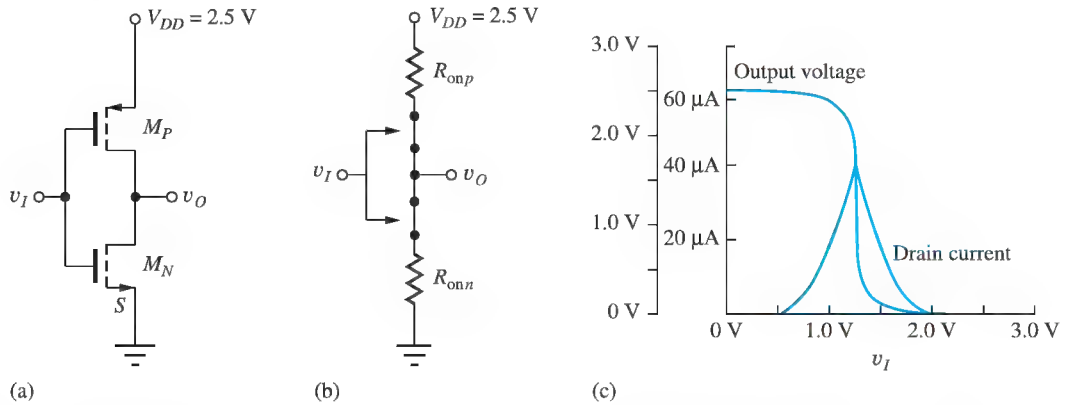 V_DD = 2.5 V
M_P
v_I
v_O
M_N
S
(a)
V_DD = 2.5 V
R_onp
v_I
v_O
R_onn
(b)
3.0 V
2.0 V
1.0 V
0 V
Output voltage
60 µA
40 µA
20 µA
Drain current
0 V
1.0 V
2.0 V
3.0 V
v_I
(c)